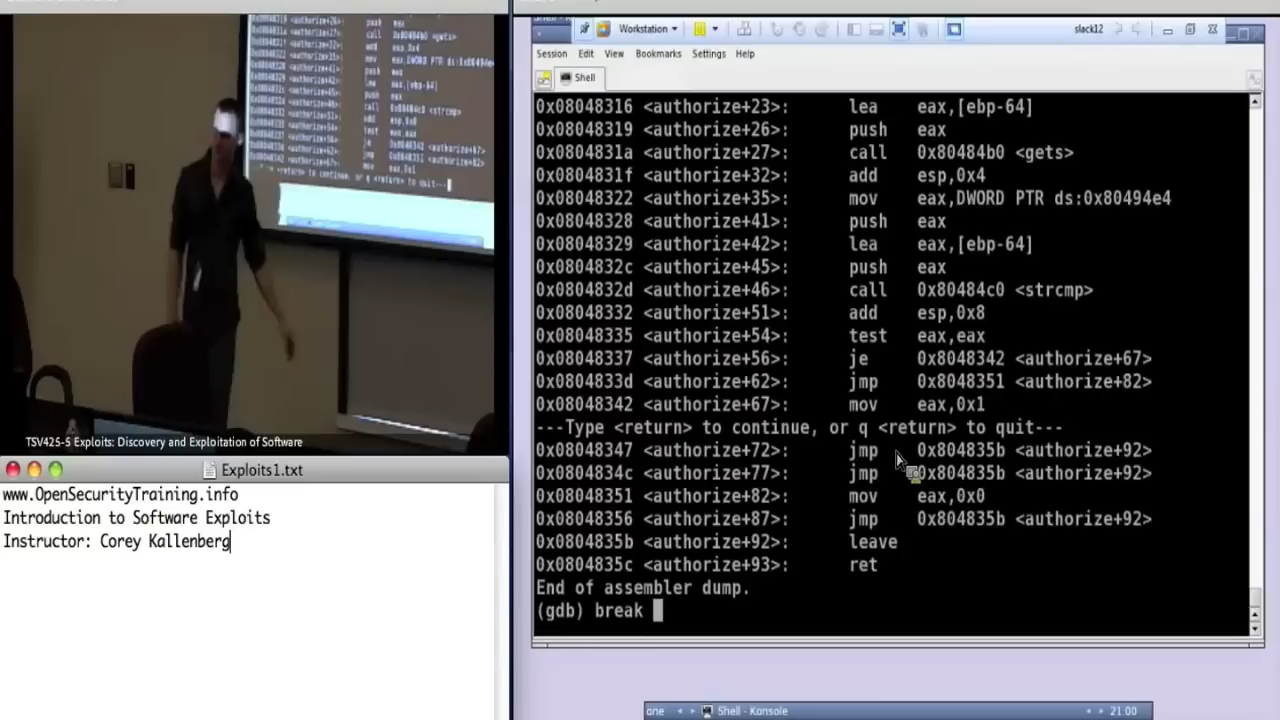 TSV425-5 Exploits: Discovery and Exploitation of Software
Exploits1.txt
www.OpenSecurityTraining.info
Introduction to Software Exploits
Instructor: Corey Kallenberg
Workstation
slack12
Session Edit View Bookmarks Settings Help
Shell
0x08048316 <authorize+23>: lea eax,[ebp-64]
0x08048319 <authorize+26>: push eax
0x0804831a <authorize+27>: call 0x80484b0 <gets>
0x0804831f <authorize+32>: add esp,0x4
0x08048322 <authorize+35>: mov eax,DWORD PTR ds:0x80494e4
0x08048328 <authorize+41>: push eax
0x08048329 <authorize+42>: lea eax,[ebp-64]
0x0804832c <authorize+45>: push eax
0x0804832d <authorize+46>: call 0x80484c0 <strcmp>
0x08048332 <authorize+51>: add esp,0x8
0x08048335 <authorize+54>: test eax,eax
0x08048337 <authorize+56>: je 0x8048342 <authorize+67>
0x0804833d <authorize+62>: jmp 0x8048351 <authorize+82>
0x08048342 <authorize+67>: mov eax,0x1
---Type <return> to continue, or q <return> to quit---
0x08048347 <authorize+72>: jmp 0x804835b <authorize+92>
0x0804834c <authorize+77>: jmp 0x804835b <authorize+92>
0x08048351 <authorize+82>: mov eax,0x0
0x08048356 <authorize+87>: jmp 0x804835b <authorize+92>
0x0804835b <authorize+92>: leave
0x0804835c <authorize+93>: ret
End of assembler dump.
(gdb) break
one Shell - Konsole 21:00